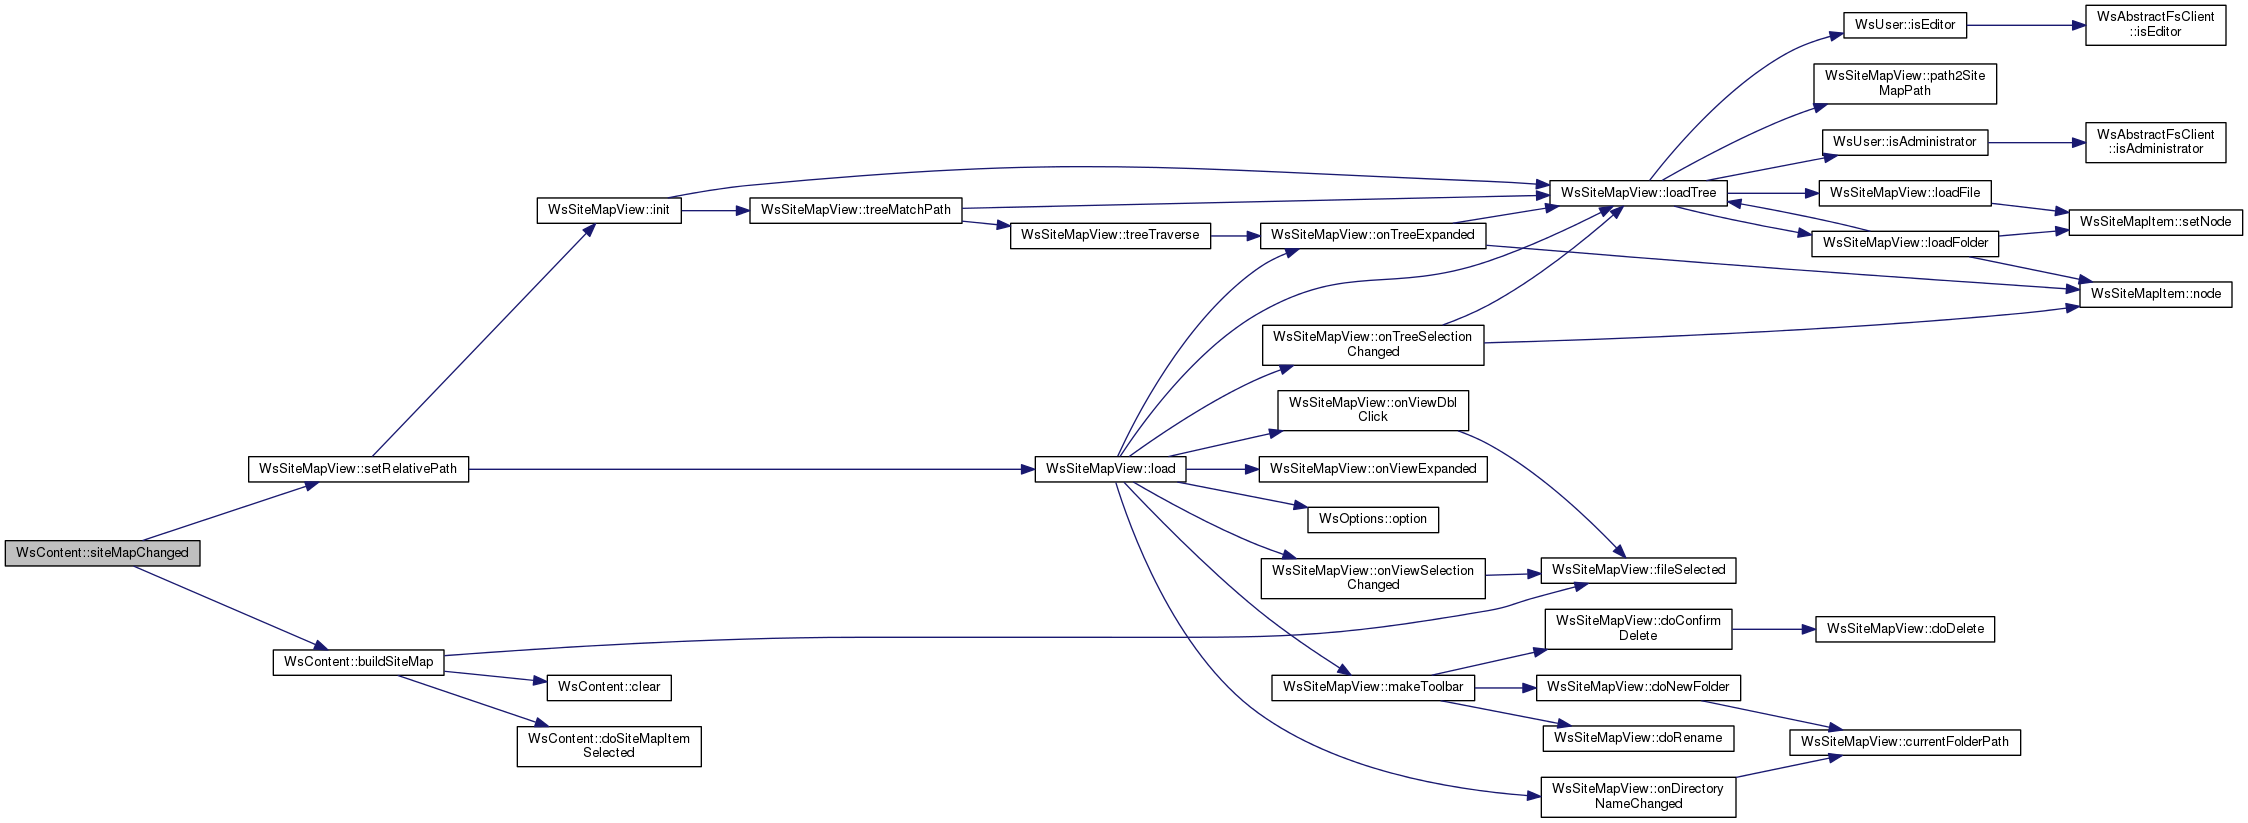 WsContent::siteMapChanged
WsSiteMapView::setRelativePath
WsContent::buildSiteMap
WsSiteMapView::init
WsContent::clear
WsContent::doSiteMapItem
Selected
WsSiteMapView::treeMatchPath
WsSiteMapView::treeTraverse
WsSiteMapView::load
WsSiteMapView::onTreeExpanded
WsSiteMapView::onTreeSelection
Changed
WsSiteMapView::onViewDbl
Click
WsSiteMapView::onViewExpanded
WsOptions::option
WsSiteMapView::onViewSelection
Changed
WsSiteMapView::makeToolbar
WsSiteMapView::loadTree
WsSiteMapView::fileSelected
WsSiteMapView::doConfirm
Delete
WsSiteMapView::doNewFolder
WsSiteMapView::doRename
WsSiteMapView::onDirectory
NameChanged
WsUser::isEditor
WsSiteMapView::path2Site
MapPath
WsUser::isAdministrator
WsSiteMapView::loadFile
WsSiteMapView::loadFolder
WsSiteMapView::doDelete
WsSiteMapView::currentFolderPath
WsAbstractFsClient
::isEditor
WsAbstractFsClient
::isAdministrator
WsSiteMapItem::setNode
WsSiteMapItem::node